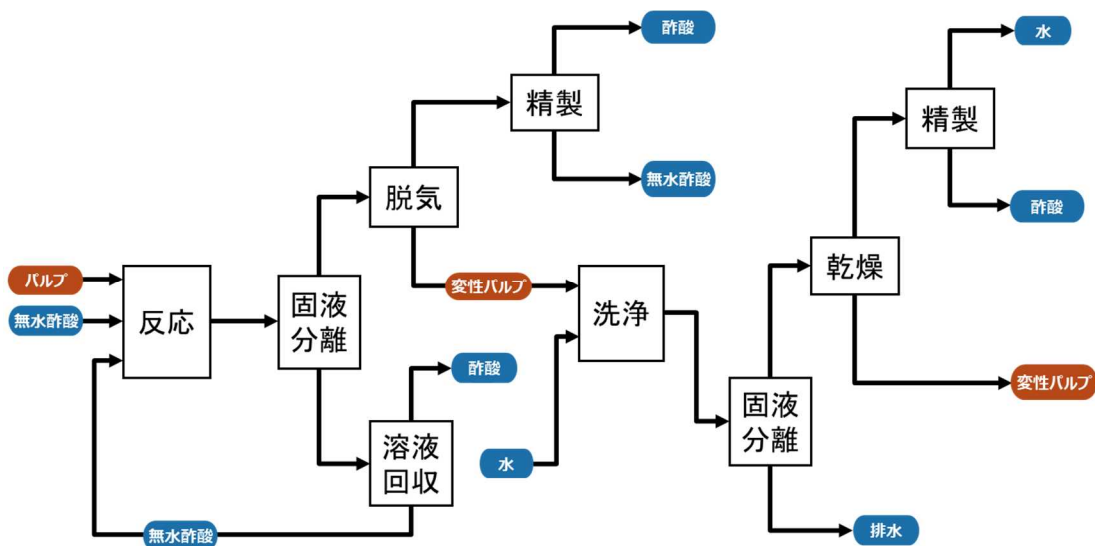 酢酸
水
精製
精製
無水酢酸
脱気
酢酸
パルプ
変性パルプ
乾燥
無水酢酸
反応
固液
分離
洗浄
酢酸
変性パルプ
固液
分離
溶液
回収
水
無水酢酸
排水